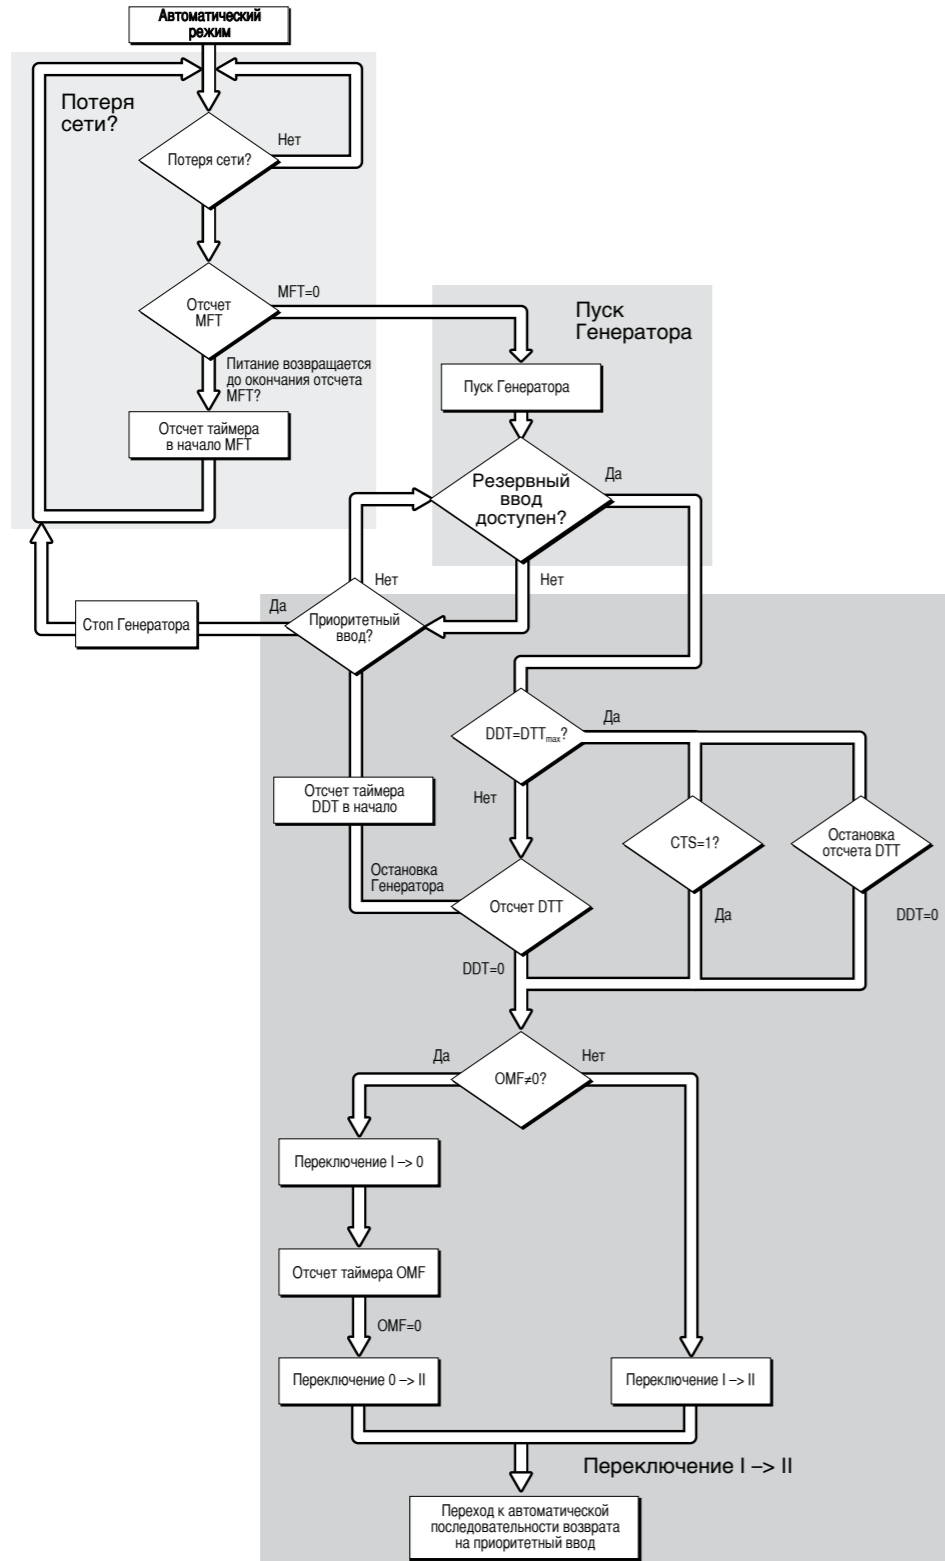 Автоматический
режим
Потеря
сети?
Нет
Потеря сети?
Отсчет
MFT
MFT=0
Пуск
Генератора
Питание возвращается
до окончания отсчета
MFT?
Пуск Генератора
Отсчет таймера
в начало MFT
Резервный
ввод
доступен?
Да
Нет
Нет
Да
Стоп Генератора
Приоритетный
ввод?
DDT=DTTmax?
Да
Отсчет таймера
DDT в начало
Нет
CTS=1?
Остановка
отсчета DTT
Остановка
Генератора
Отсчет DTT
Да
DDT=0
DDT=0
Да
Нет
OMF≠0?
Переключение I –> 0
Отсчет таймера OMF
OMF=0
Переключение 0 –> II
Переключение I –> II
Переключение I –> II
Переход к автоматической
последовательности возврата
на приоритетный ввод